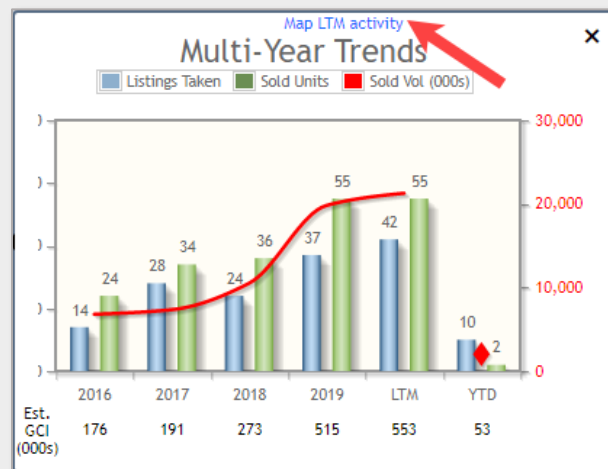 Map LTM activity
Multi-Year Trends
Listings Taken Sold Units Sold Vol (000s)
30,000
20,000
10,000
0
14 24 28 34 24 36 37 55 42 55 10 2
2016 2017 2018 2019 LTM YTD
Est.
GCI 176 191 273 515 553 53
(000s)